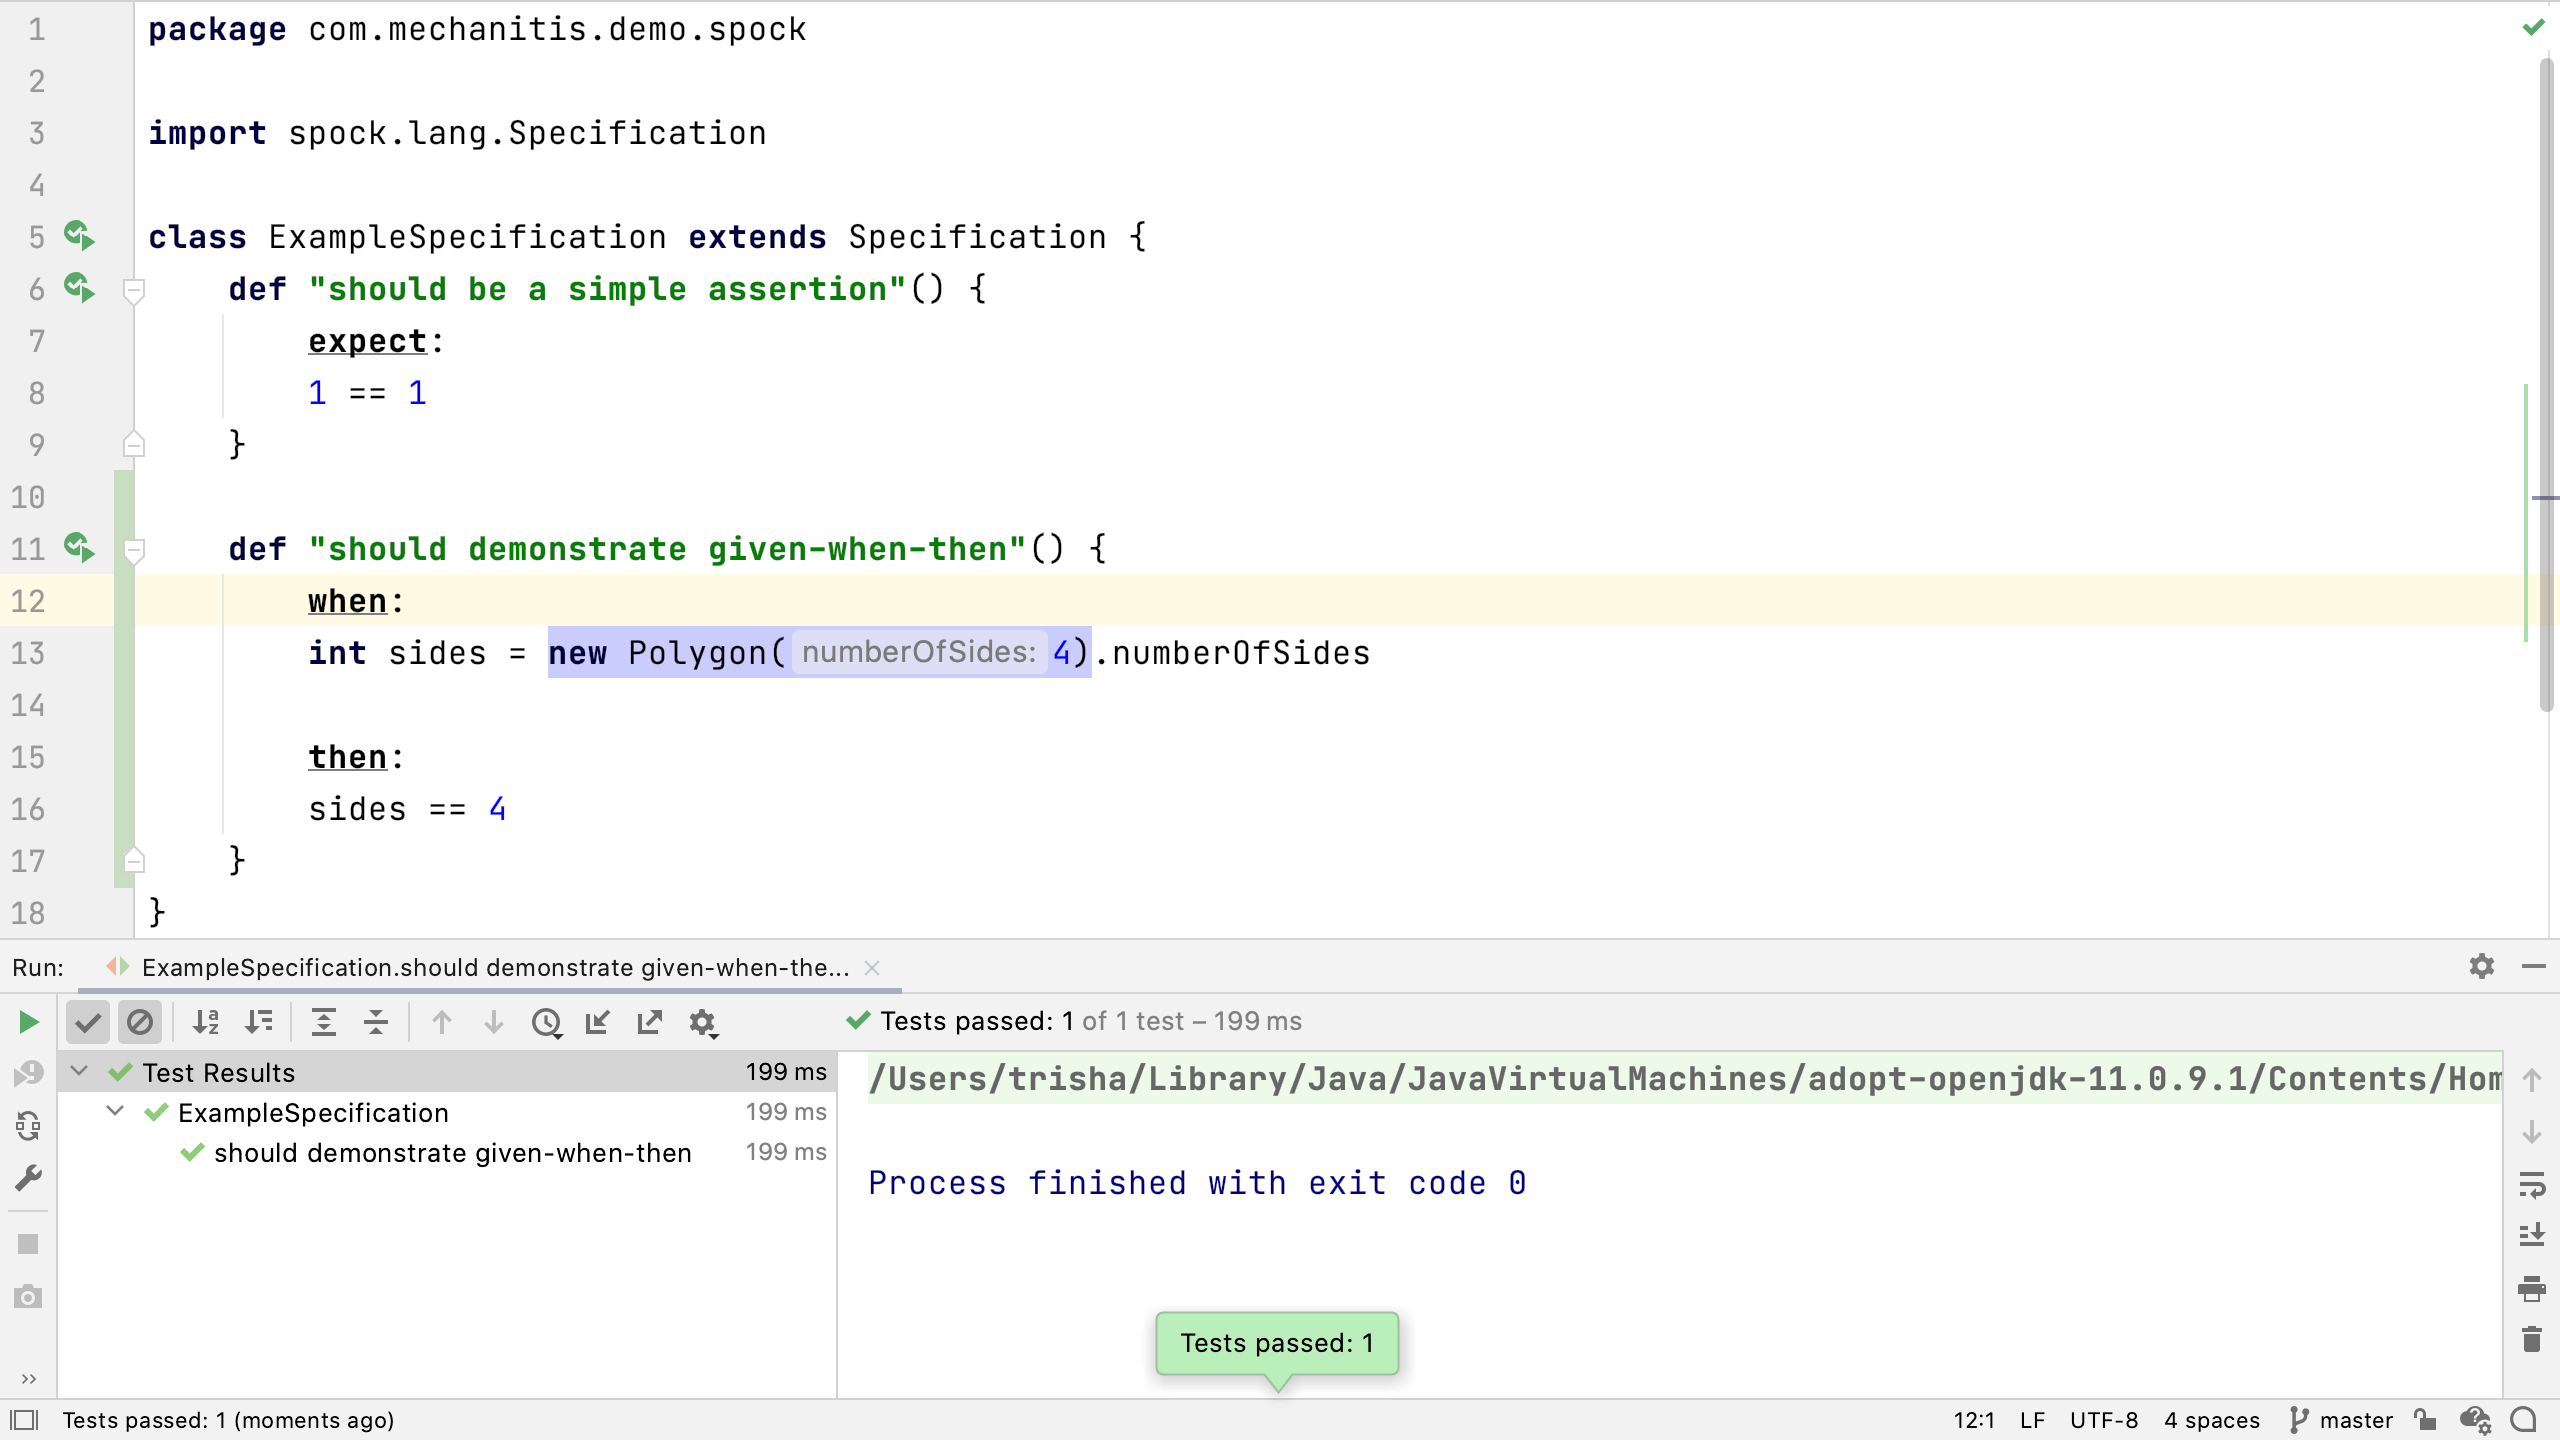 1 package com.mechanitis.demo.spock
2
3 import spock.lang.Specification
4
5 class ExampleSpecification extends Specification {
6 def "should be a simple assertion"() {
7 expect:
8 1 == 1
9 }
10
11 def "should demonstrate given-when-then"() {
12 when:
13 int sides = new Polygon( numberOfSides: 4).numberOfSides
14
15 then:
16 sides == 4
17 }
18 }
Run: ExampleSpecification.should demonstrate given-when-the...
Tests passed: 1 of 1 test – 199 ms
Test Results 199 ms
ExampleSpecification 199 ms
should demonstrate given-when-then 199 ms
/Users/trisha/Library/Java/JavaVirtualMachines/adopt-openjdk-11.0.9.1/Contents/Hom
Process finished with exit code 0
Tests passed: 1
Tests passed: 1 (moments ago) 12:1 LF UTF-8 4 spaces master